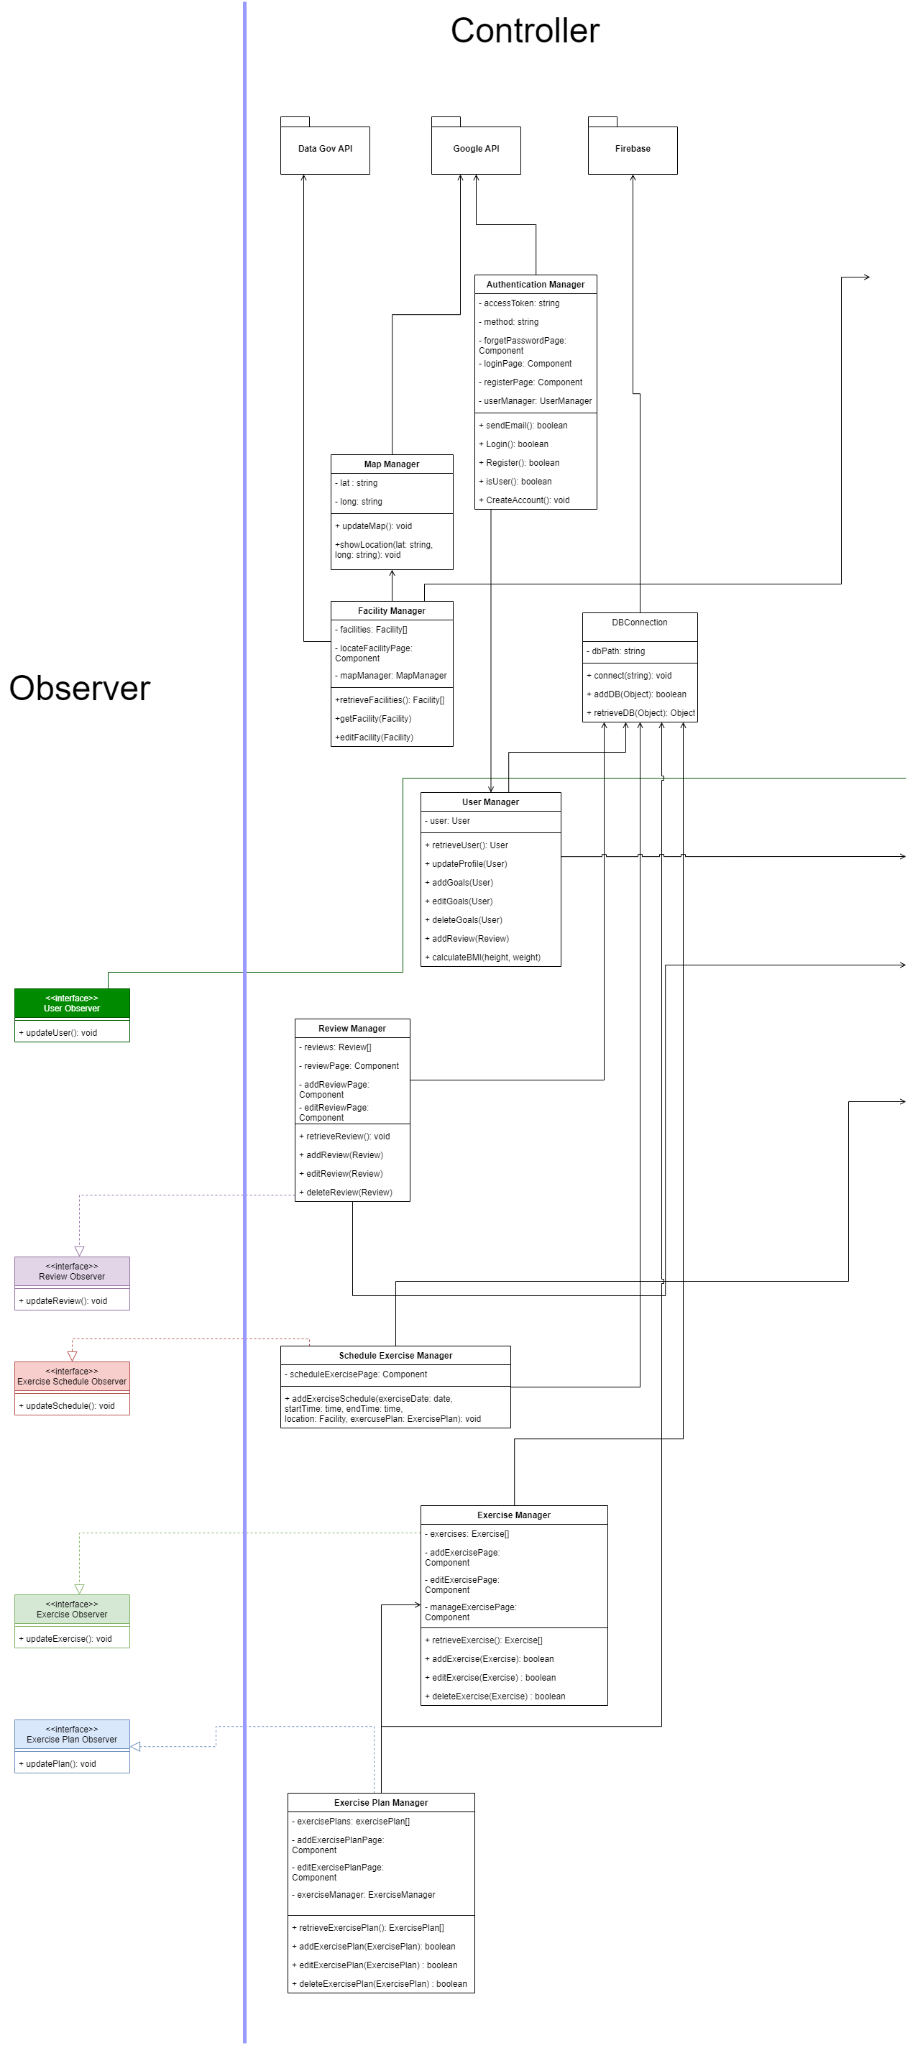 Controller
Data Gov API
Google API
Firebase
Authentication Manager
- accessToken: string
- method: string
- forgetPasswordPage:
Component
- loginPage: Component
- registerPage: Component
- userManager: UserManager
+ sendEmail(): boolean
+ Login(): boolean
+ Register(): boolean
+ isUser(): boolean
+ CreateAccount(): void
Map Manager
- lat : string
- long: string
+ updateMap(): void
+showLocation(lat: string,
long: string): void
Facility Manager
- facilities: Facility[]
- locateFacilityPage:
Component
- mapManager: MapManager
+retrieveFacilities(): Facility[]
+getFacility(Facility)
+editFacility(Facility)
DBConnection
- dbPath: string
+ connect(string): void
+ addDB(Object): boolean
+ retrieveDB(Object): Object
Observer
User Manager
- user: User
+ retrieveUser(): User
+ updateProfile(User)
+ addGoals(User)
+ editGoals(User)
+ deleteGoals(User)
+ addReview(Review)
+ calculateBMI(height, weight)
<<interface>>
User Observer
+ updateUser(): void
Review Manager
- reviews: Review[]
- reviewPage: Component
- addReviewPage:
Component
- editReviewPage:
Component
+ retrieveReview(): void
+ addReview(Review)
+ editReview(Review)
+ deleteReview(Review)
<<interface>>
Review Observer
+ updateReview(): void
<<interface>>
Exercise Schedule Observer
+ updateSchedule(): void
Schedule Exercise Manager
- scheduleExercisePage: Component
+ addExerciseSchedule(exerciseDate: date,
startTime: time, endTime: time,
location: Facility, exercusePlan: ExercisePlan): void
Exercise Manager
- exercises: Exercise[]
- addExercisePage:
Component
- editExercisePage:
Component
- manageExercisePage:
Component
+ retrieveExercise(): Exercise[]
+ addExercise(Exercise): boolean
+ editExercise(Exercise) : boolean
+ deleteExercise(Exercise) : boolean
<<interface>>
Exercise Observer
+ updateExercise(): void
<<interface>>
Exercise Plan Observer
+ updatePlan(): void
Exercise Plan Manager
- exercisePlans: exercisePlan[]
- addExercisePlanPage:
Component
- editExercisePlanPage:
Component
- exerciseManager: ExerciseManager
+ retrieveExercisePlan(): ExercisePlan[]
+ addExercisePlan(ExercisePlan): boolean
+ editExercisePlan(ExercisePlan) : boolean
+ deleteExercisePlan(ExercisePlan) : boolean